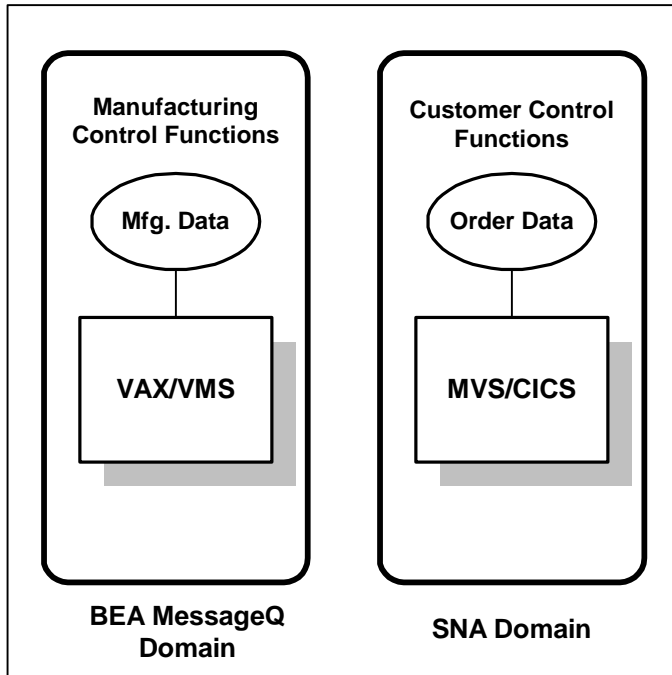 Manufacturing
Control Functions
Mfg. Data
VAX/VMS
BEA MessageQ
Domain
Customer Control
Functions
Order Data
MVS/CICS
SNA Domain